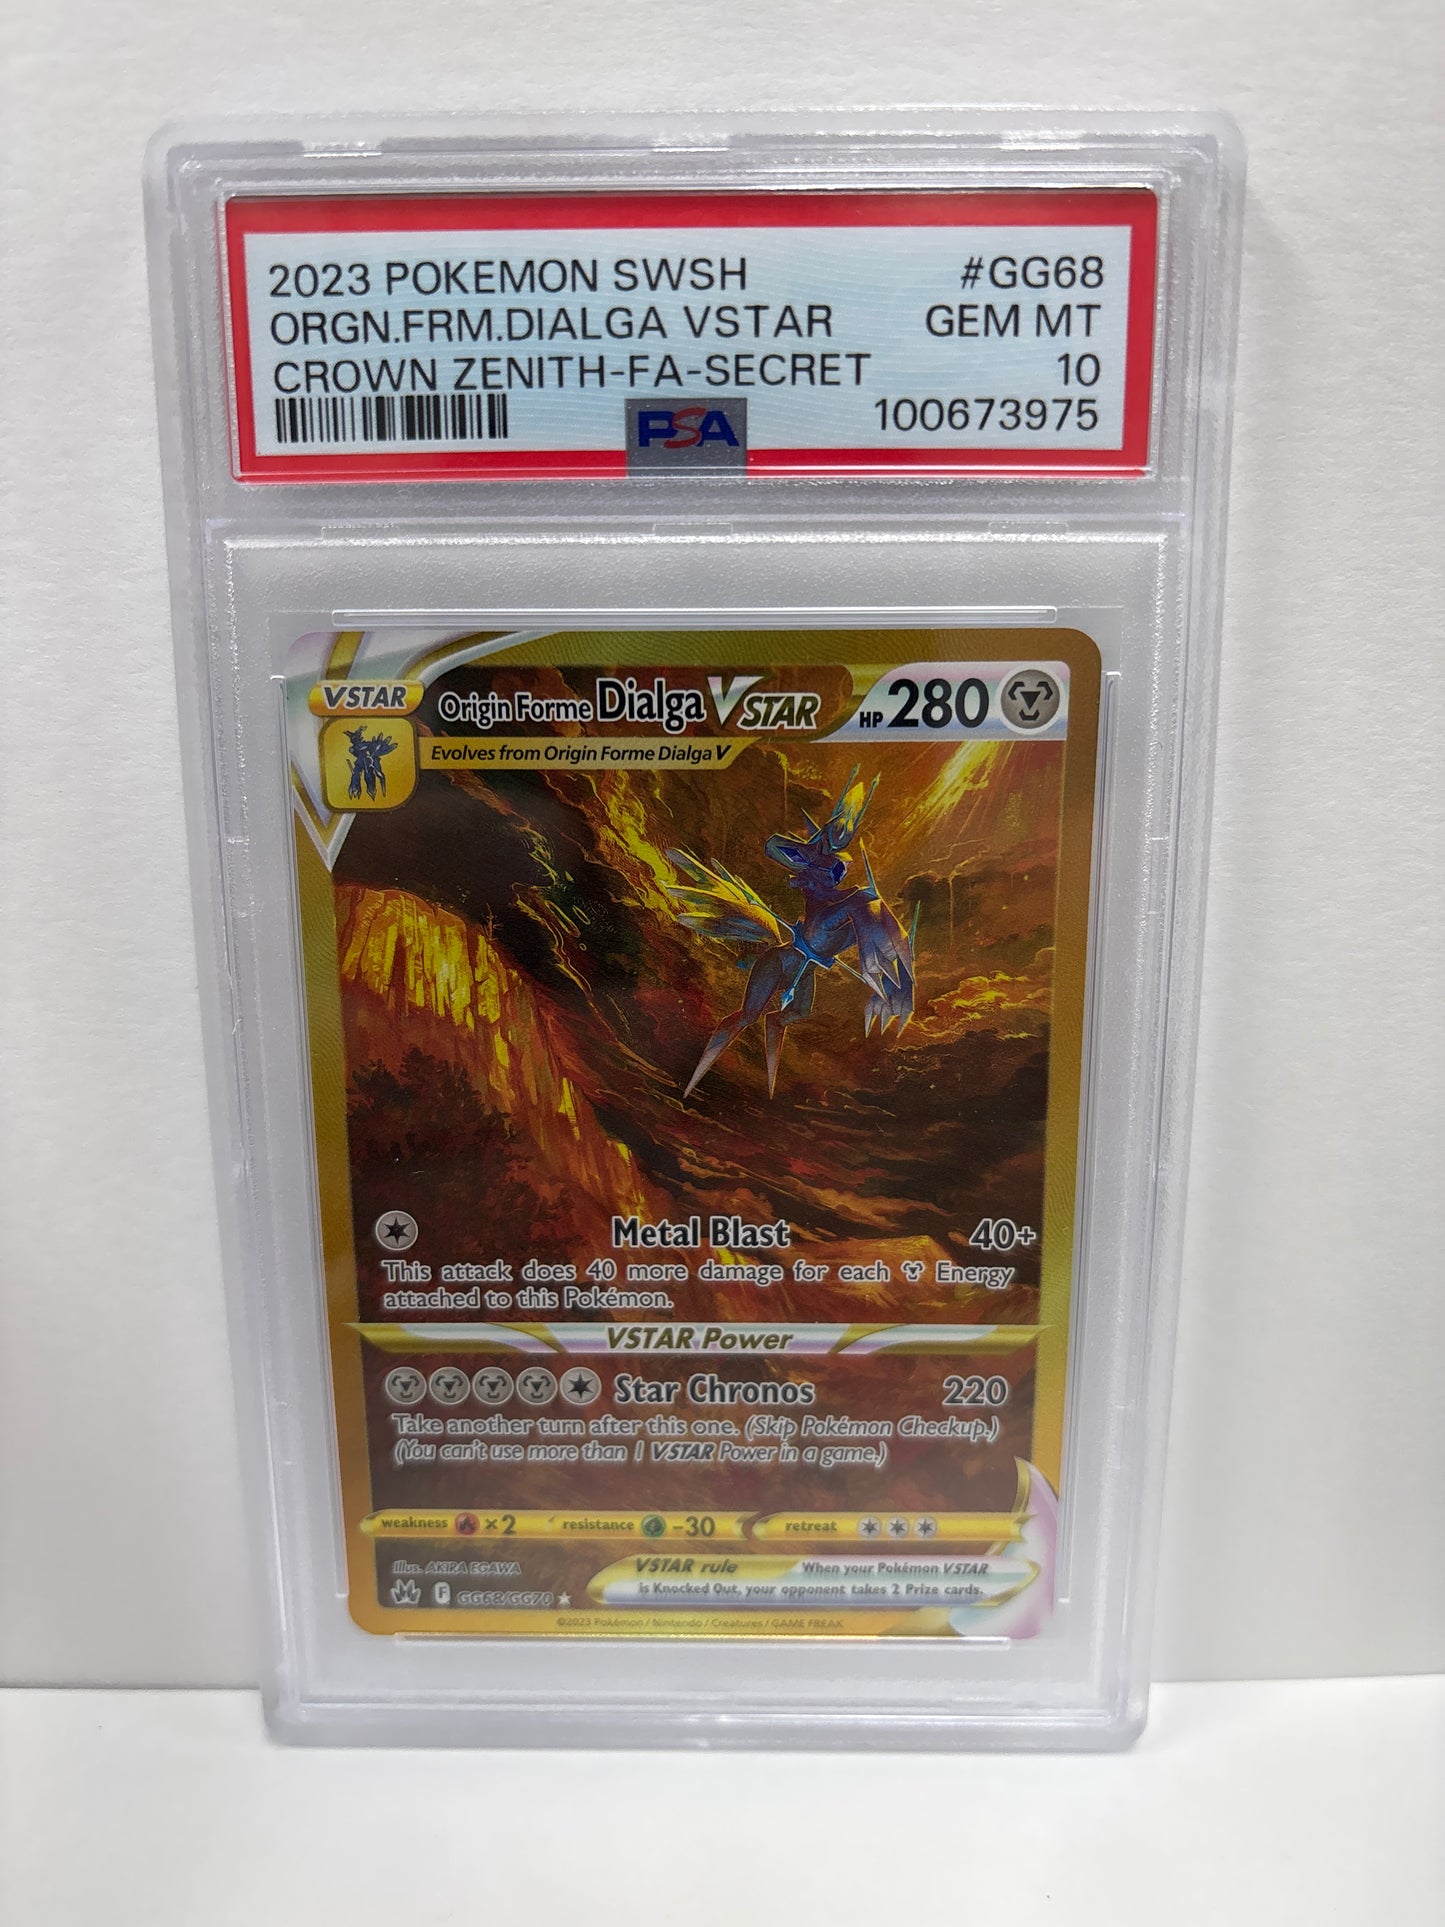 2023 POKEMON SWSH #GG68
ORGN.FRM.DIALGA VSTAR GEM MT
CROWN ZENITH-FA-SECRET 10
PSA 100673975
VSTAR Origin Forme Dialga VSTAR HP 280
Evolves from Origin Forme Dialga V
Metal Blast 40+
This attack does 40 more damage for each Energy
attached to this Pokémon.
VSTAR Power
Star Chronos 220
Take another turn after this one. (Skip Pokémon Checkup.)
(You can't use more than 1 VSTAR Power in a game.)
weakness ×2 resistance -30 retreat
Illus. AKIRA EGAWA
VSTAR rule When your Pokémon VSTAR
is Knocked Out, your opponent takes 2 Prize cards.
F GG68/GG70 ★
©2023 Pokémon / Nintendo / Creatures / GAME FREAK